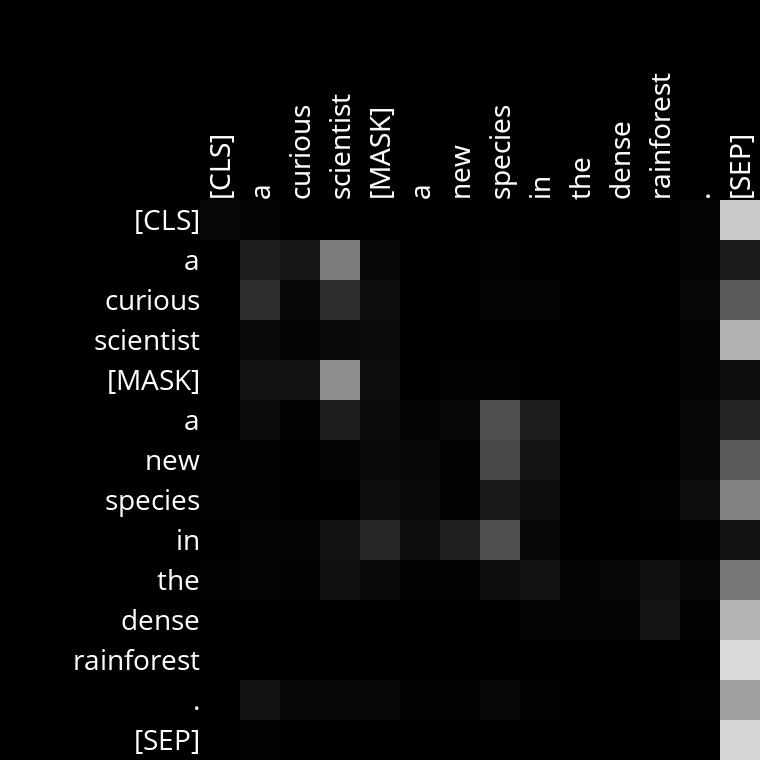 [CLS]
a
curious
scientist
[MASK]
a
new
species
in
the
dense
rainforest
.
[SEP]
[CLS]
a
curious
scientist
[MASK]
a
new
species
in
the
dense
rainforest
.
[SEP]